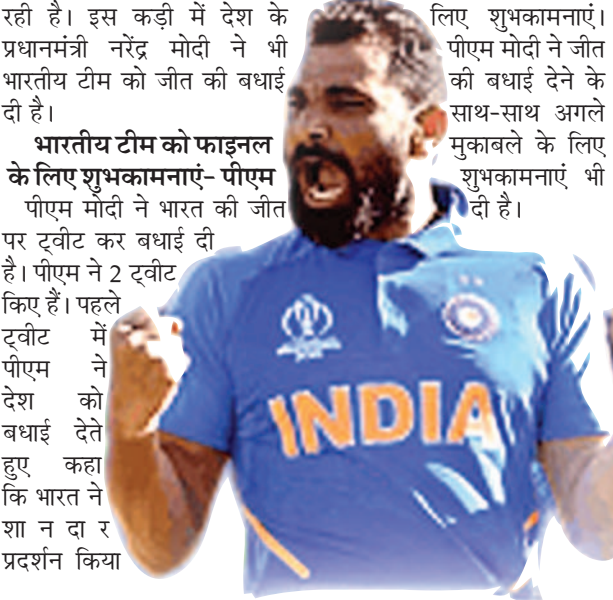 रही है। इस कड़ी में देश के
प्रधानमंत्री नरेंद्र मोदी ने भी
भारतीय टीम को जीत की बधाई
दी है।
भारतीय टीम को फाइनल
के लिए शुभकामनाएं- पीएम
पीएम मोदी ने भारत की जीत
पर ट्वीट कर बधाई दी
है। पीएम ने 2 ट्वीट
किए हैं। पहले
ट्वीट में
पीएम ने
देश को
बधाई देते
हुए कहा
कि भारत ने
शा न दा र
प्रदर्शन किया
लिए शुभकामनाएं।
पीएम मोदी ने जीत
की बधाई देने के
साथ-साथ अगले
मुकाबले के लिए
शुभकामनाएं भी
दी है।
INDIA